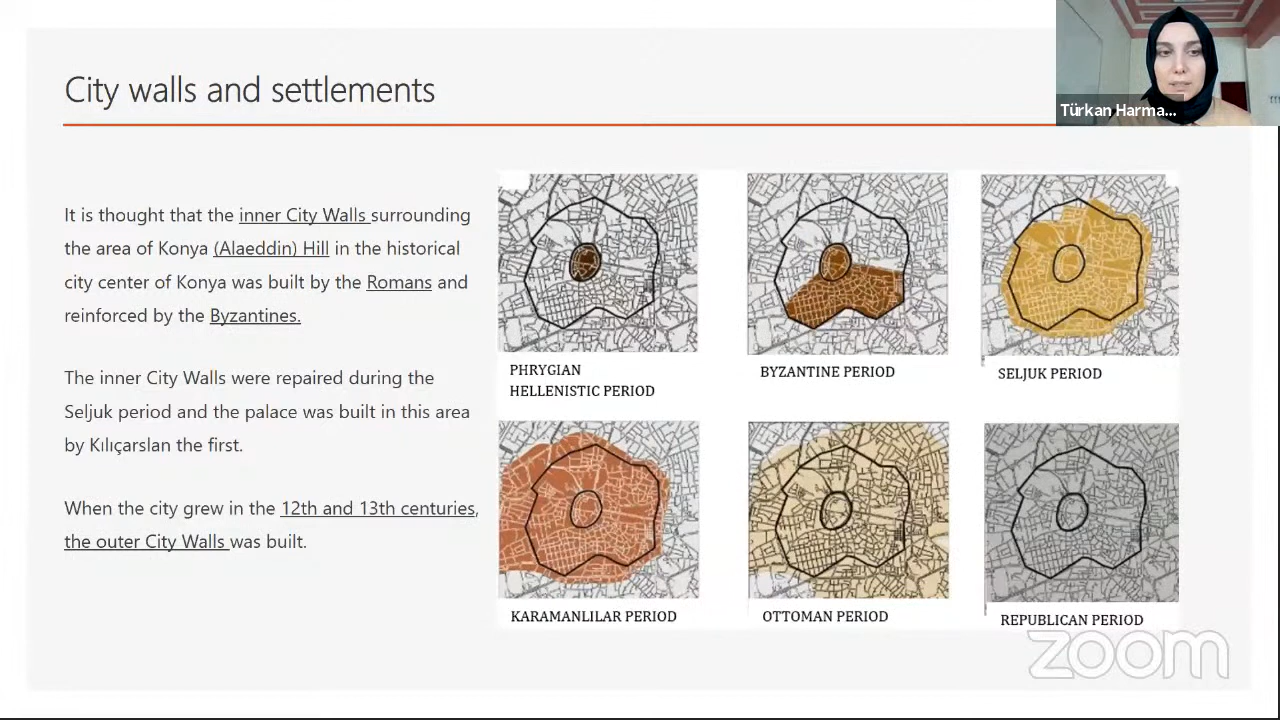 City walls and settlements
Türkan Harma...
It is thought that the inner City Walls surrounding
the area of Konya (Alaeddin) Hill in the historical
city center of Konya was built by the Romans and
reinforced by the Byzantines.
The inner City Walls were repaired during the
Seljuk period and the palace was built in this area
by Kılıçarslan the first.
When the city grew in the 12th and 13th centuries,
the outer City Walls was built.
PHRYGIAN
HELLENISTIC PERIOD
BYZANTINE PERIOD
SELJUK PERIOD
KARAMANLILAR PERIOD
OTTOMAN PERIOD
REPUBLICAN PERIOD
zoom